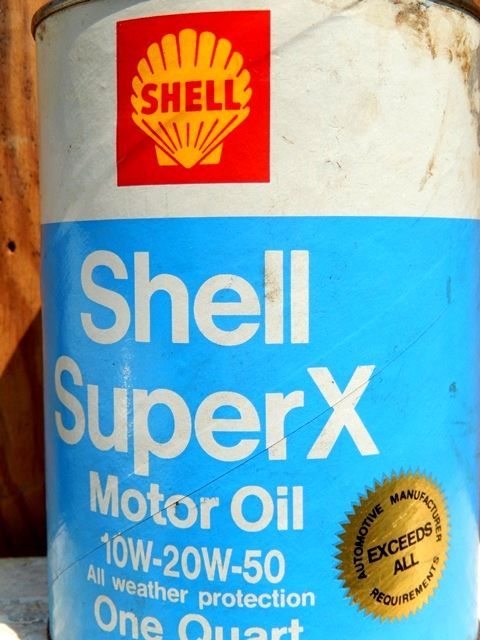 SHELL
Shell
SuperX
Motor Oil
10W-20W-50
All weather protection
One Quart
AUTOMOTIVE MANUFACTURER
EXCEEDS
ALL
REQUIREMENTS